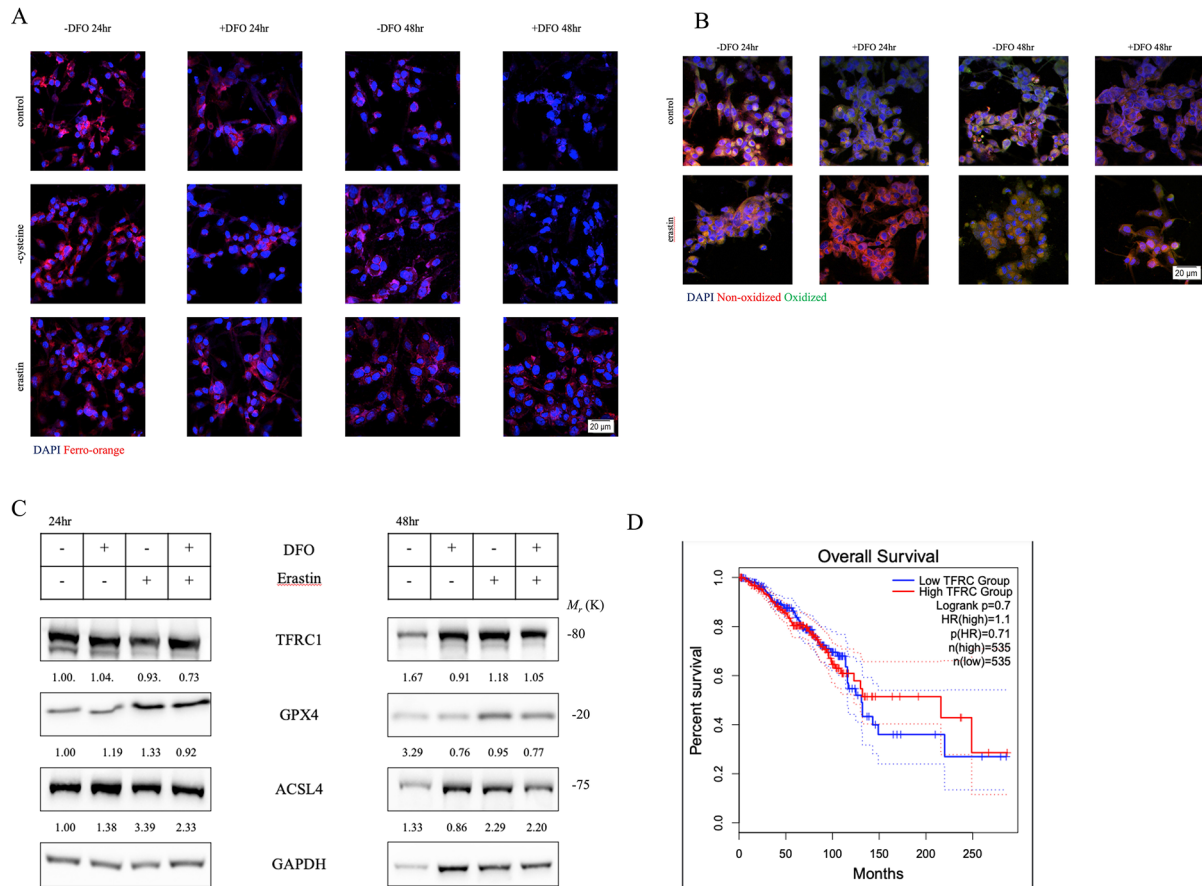 A
-DFO 24hr +DFO 24hr -DFO 48hr +DFO 48hr
control
-cysteine
erastin
20 µm
DAPI Ferro-orange
B
-DFO 24hr +DFO 24hr -DFO 48hr +DFO 48hr
control
erastin
20 µm
DAPI Non-oxidized Oxidized
C
24hr 48hr
- + - + DFO - + - +
- - + + Erastin - - + +
Mr (K)
TFRC1 -80
1.00. 1.04. 0.93. 0.73 1.67 0.91 1.18 1.05
GPX4 -20
1.00 1.19 1.33 0.92 3.29 0.76 0.95 0.77
ACSL4 -75
1.00 1.38 3.39 2.33 1.33 0.86 2.29 2.20
GAPDH
D
Overall Survival
Low TFRC Group
High TFRC Group
Logrank p=0.7
HR(high)=1.1
p(HR)=0.71
n(high)=535
n(low)=535
Percent survival
1.0
0.8
0.6
0.4
0.2
0.0
0 50 100 150 200 250
Months